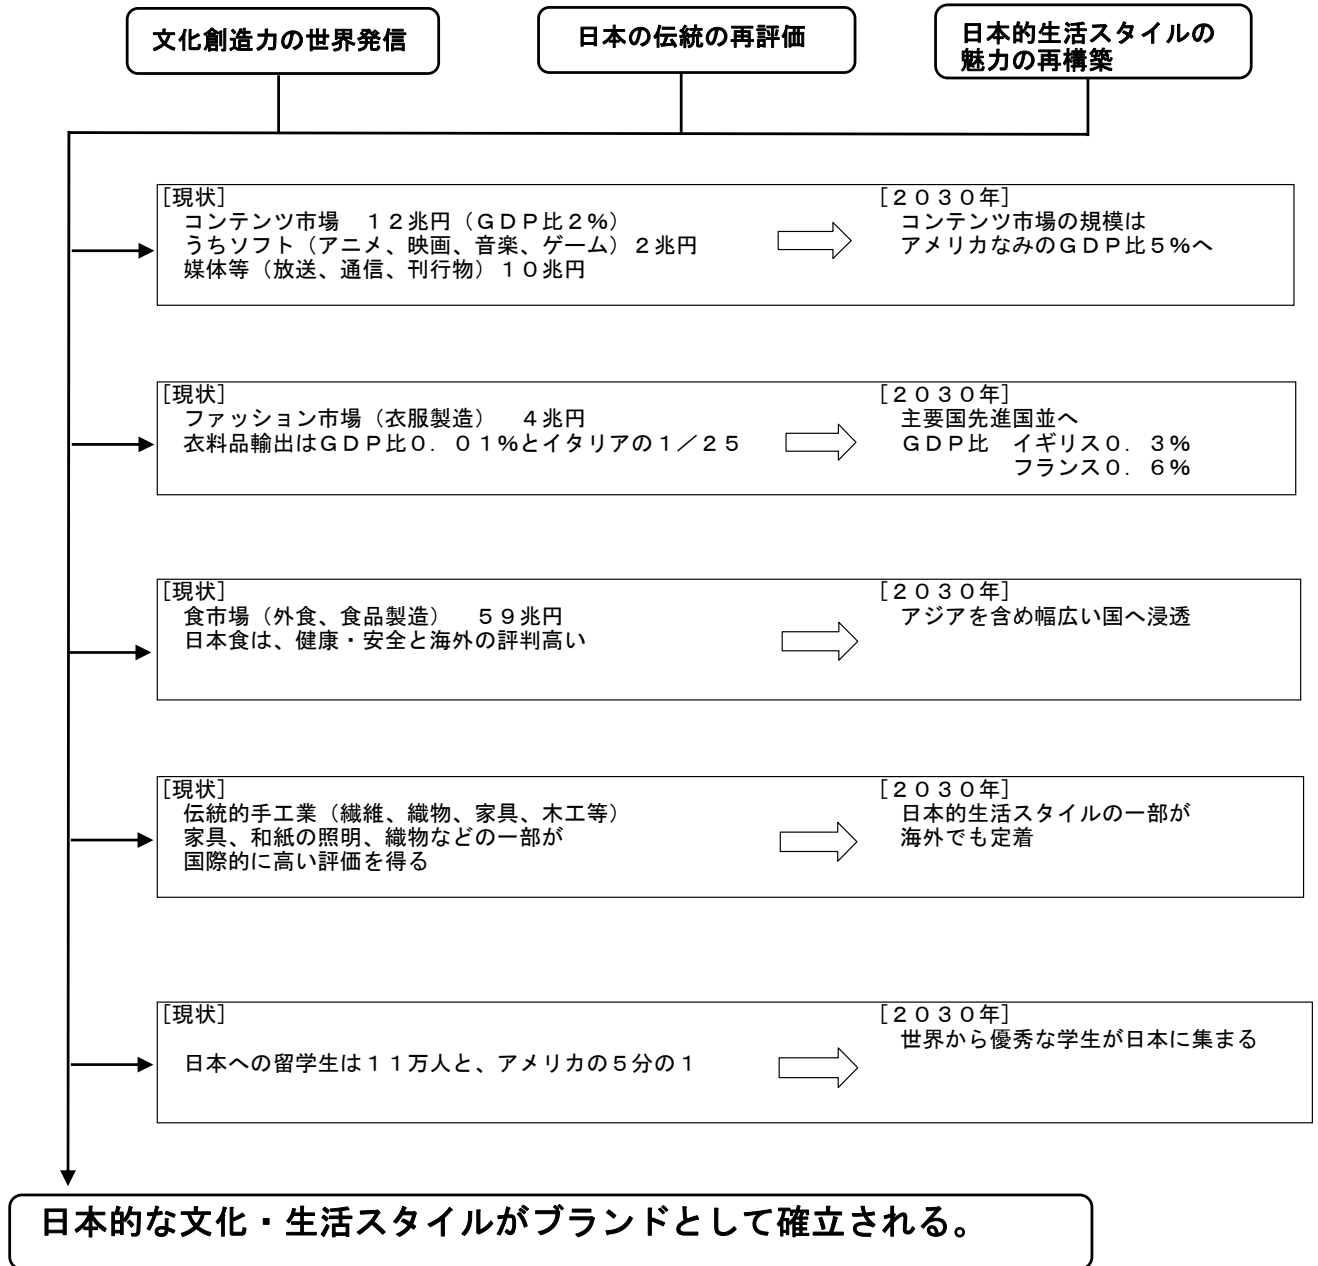 文化創造力の世界発信
日本の伝統の再評価
日本的生活スタイルの
魅力の再構築
[現状]
コンテンツ市場　１２兆円（ＧＤＰ比２％）
うちソフト（アニメ、映画、音楽、ゲーム）２兆円
媒体等（放送、通信、刊行物）１０兆円
[２０３０年]
コンテンツ市場の規模は
アメリカなみのＧＤＰ比５％へ
[現状]
ファッション市場（衣服製造）　４兆円
衣料品輸出はＧＤＰ比０．０１％とイタリアの１／２５
[２０３０年]
主要国先進国並へ
ＧＤＰ比　イギリス０．３％
フランス０．６％
[現状]
食市場（外食、食品製造）　５９兆円
日本食は、健康・安全と海外の評判高い
[２０３０年]
アジアを含め幅広い国へ浸透
[現状]
伝統的手工業（繊維、織物、家具、木工等）
家具、和紙の照明、織物などの一部が
国際的に高い評価を得る
[２０３０年]
日本的生活スタイルの一部が
海外でも定着
[現状]
日本への留学生は１１万人と、アメリカの５分の１
[２０３０年]
世界から優秀な学生が日本に集まる
日本的な文化・生活スタイルがブランドとして確立される。